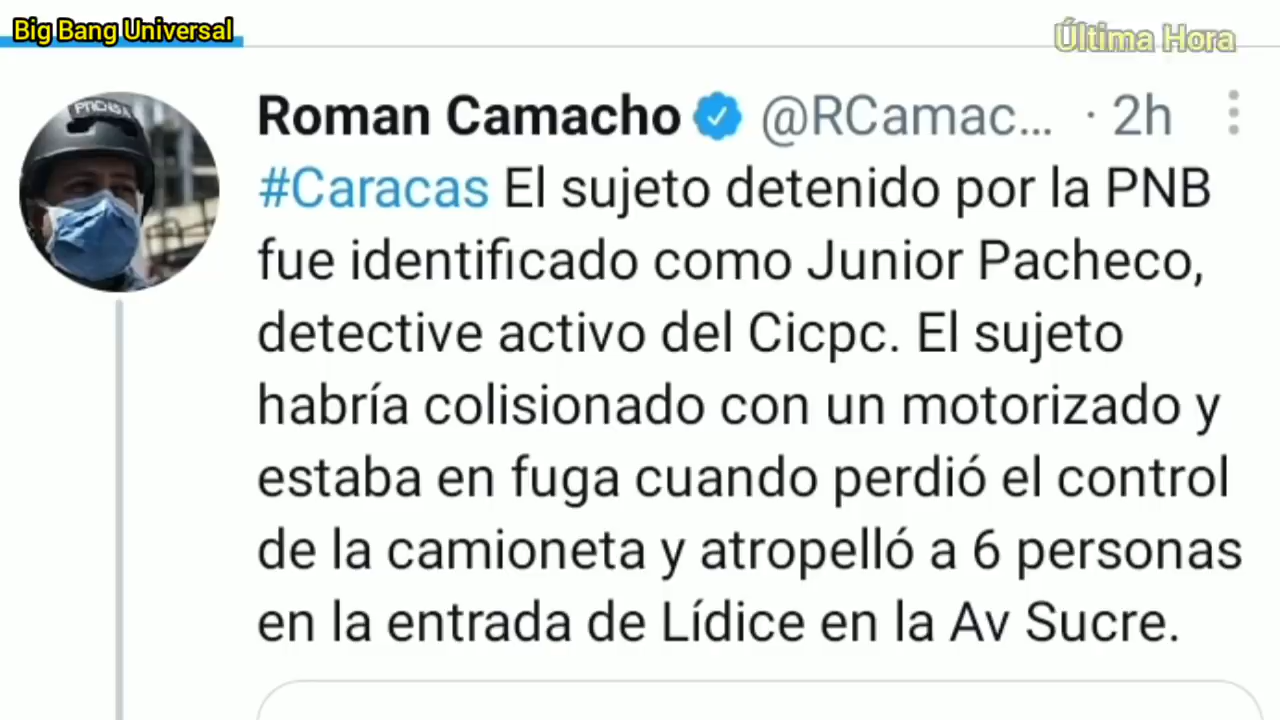 Big Bang Universal
Última Hora
PRENSA
Roman Camacho @RCamac... · 2h
#Caracas El sujeto detenido por la PNB
fue identificado como Junior Pacheco,
detective activo del Cicpc. El sujeto
habría colisionado con un motorizado y
estaba en fuga cuando perdió el control
de la camioneta y atropelló a 6 personas
en la entrada de Lídice en la Av Sucre.